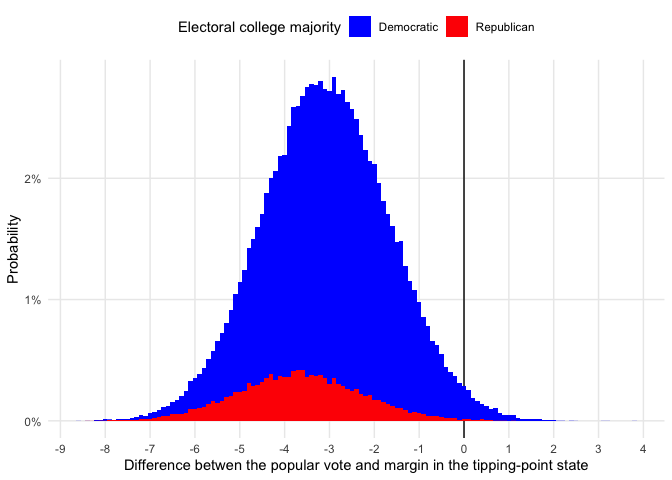 Electoral college majority Democratic Republican
Probability
2%
1%
0%
-9 -8 -7 -6 -5 -4 -3 -2 -1 0 1 2 3 4
Difference betwen the popular vote and margin in the tipping-point state